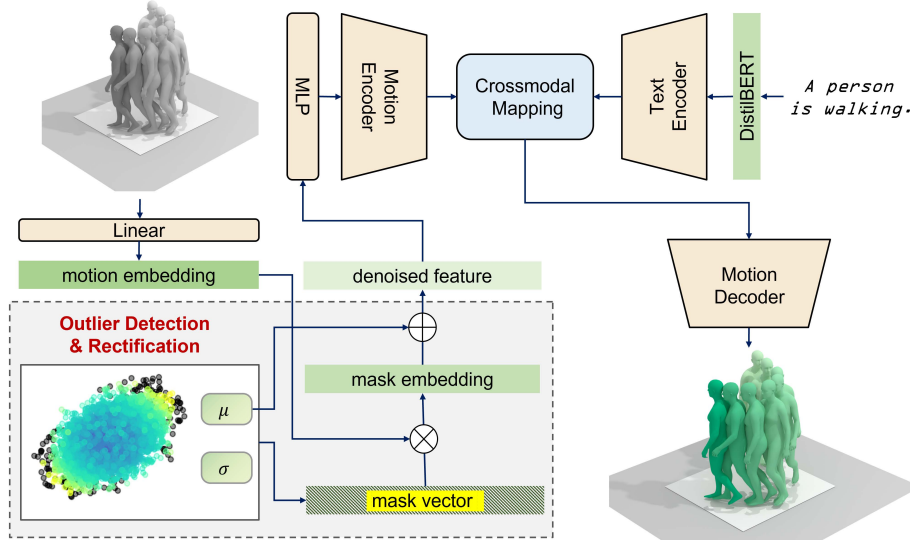 MLP
Motion
Encoder
Crossmodal
Mapping
Text
Encoder
DistilBERT
A person
is walking.
Linear
motion embedding
denoised feature
Motion
Decoder
Outlier Detection
& Rectification
mask embedding
μ
σ
mask vector